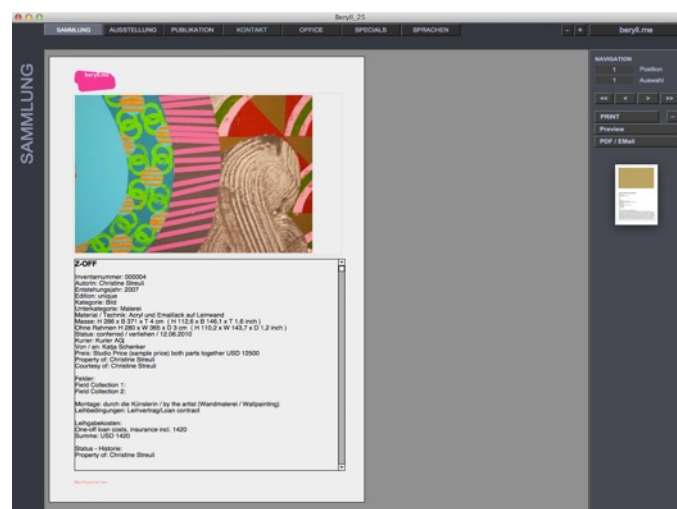 Beryll_25
SAMMLUNG AUSSTELLUNG PUBLIKATION KONTAKT OFFICE SPECIALS SPRACHEN - + beryll.me
SAMMLUNG
NAVIGATION
1 Position
1 Auswahl
<< < > >>
PRINT -
Preview
PDF / EMail
beryll.me
Z-OFF
Inventarnummer: 000004
Autorin: Christine Streuli
Entstehungsjahr: 2007
Edition: unique
Kategorie: Bild
Unterkategorie: Malerei
Material / Technik: Acryl und Emaillack auf Leinwand
Masse: H 286 x B 371 x T 4 cm ( H 112,6 x B 146,1 x T 1,6 inch )
Ohne Rahmen H 280 x W 365 x D 3 cm ( H 110,2 x W 143,7 x D 1,2 inch )
Status: conferred / verliehen / 12.08.2010
Kurier: Kurier AG
Von / an: Katja Schenker
Preis: Studio Price (sample price) both parts together USD 12500
Property of: Christine Streuli
Courtesy of: Christine Streuli
Felder:
Field Collection 1:
Field Collection 2:
Montage: durch die Künslerin / by the artist (Wandmalerei / Wallpainting)
Leihbedingungen: Leihvertrag/Loan contract
Leihgabekosten:
One-off loan costs, insurance incl. 1420
Summe: USD 1420
Status - Historie:
Property of: Christine Streuli